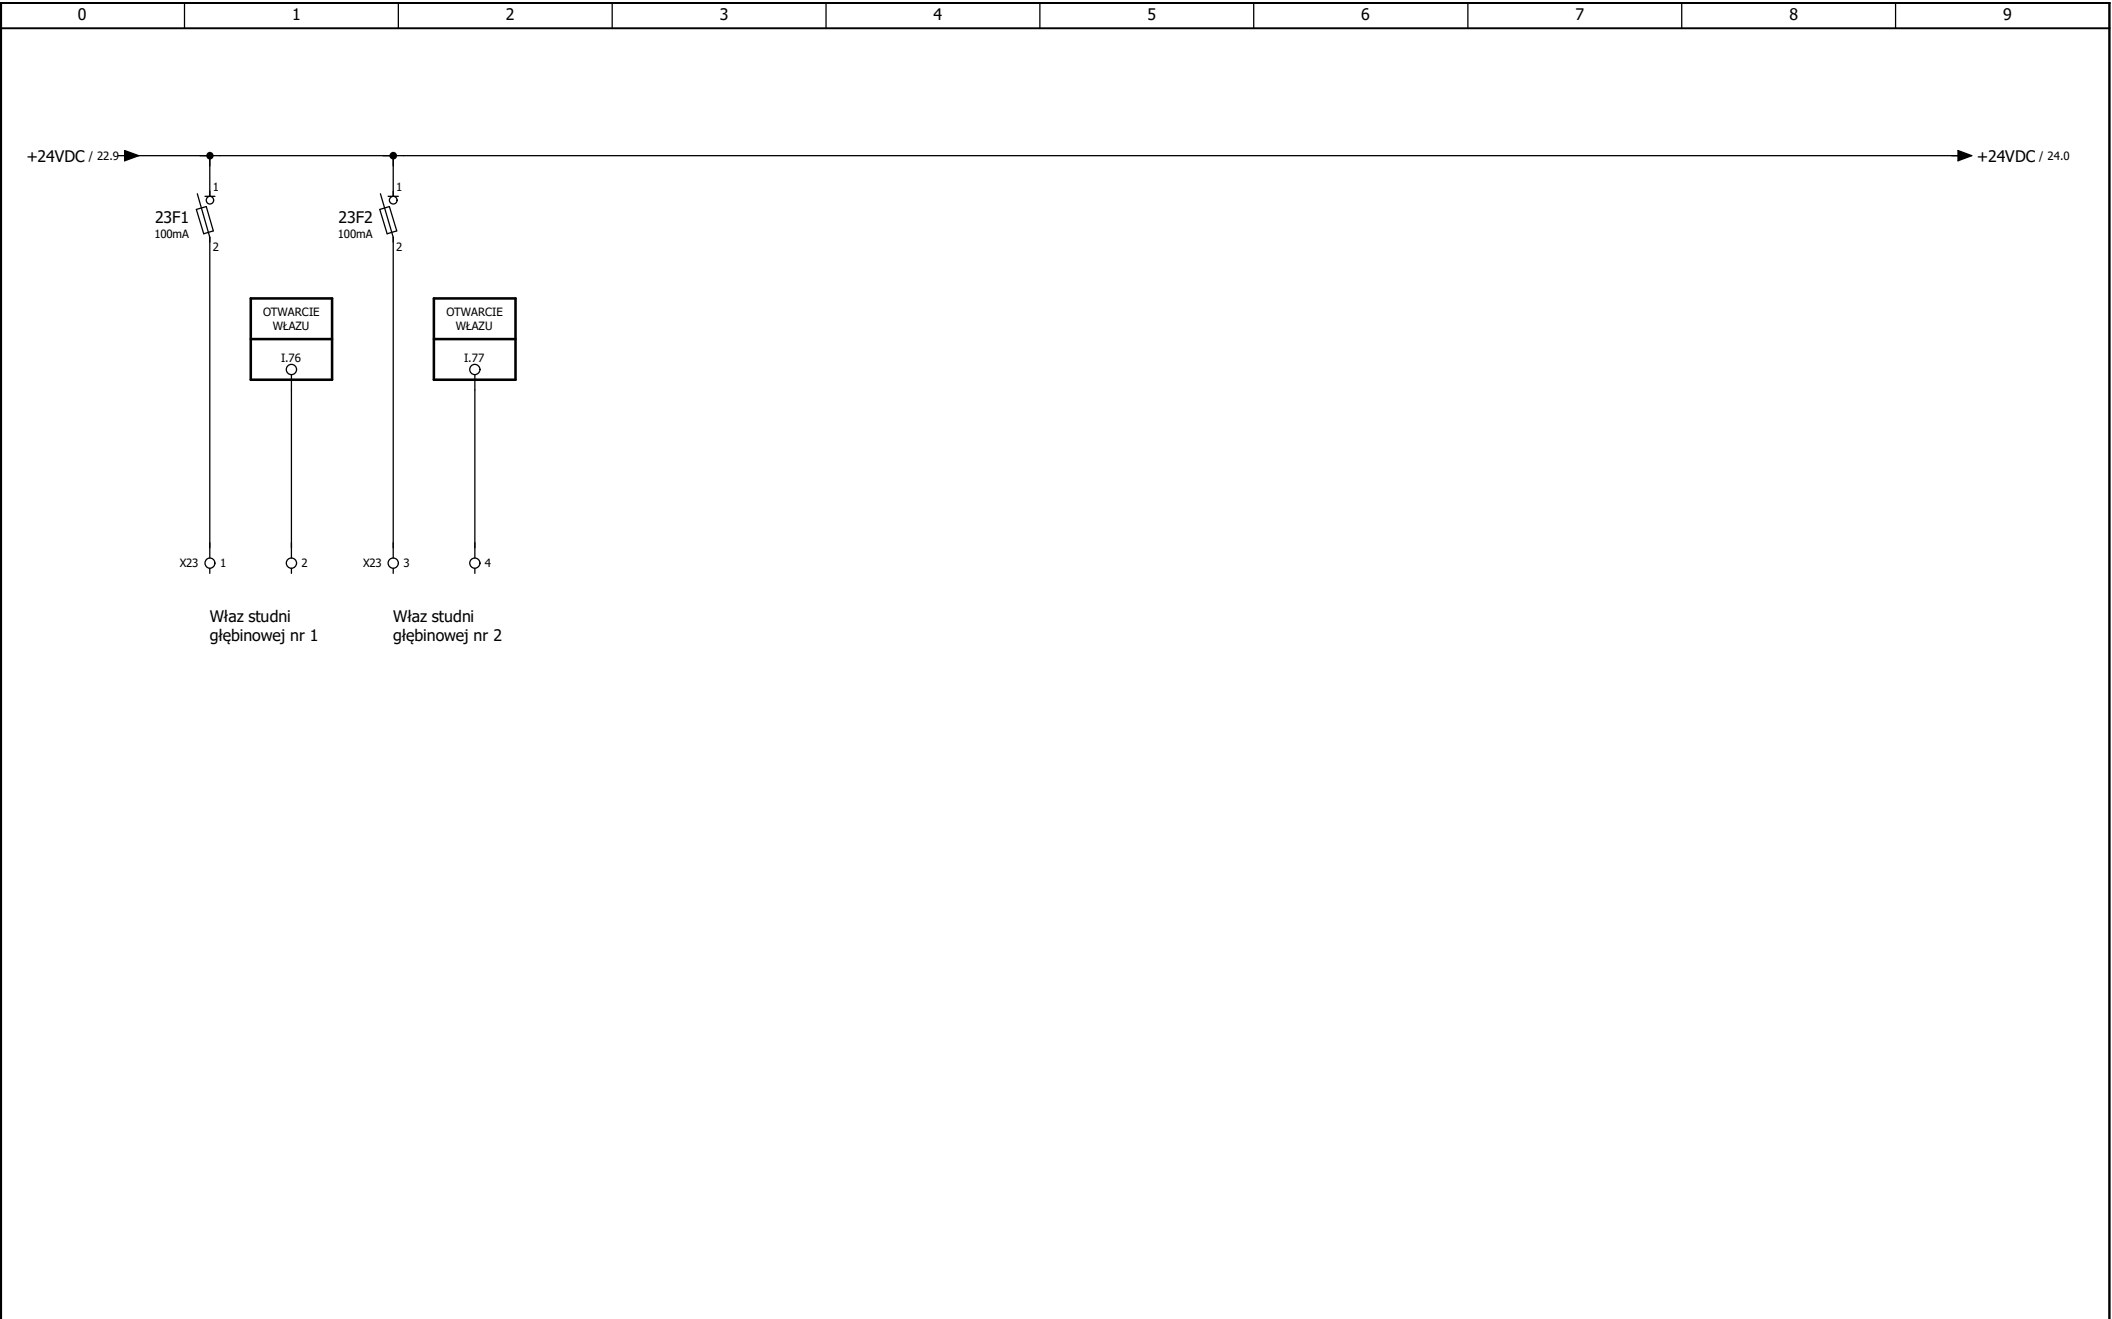 0 1 2 3 4 5 6 7 8 9
+24VDC / 22.9 +24VDC / 24.0
1 1
23F1 23F2
100mA 100mA
2 2
OTWARCIE
WŁAZU
I.76
OTWARCIE
WŁAZU
I.77
X23 1 2 X23 3 4
Właz studni
głębinowej nr 1
Właz studni
głębinowej nr 2